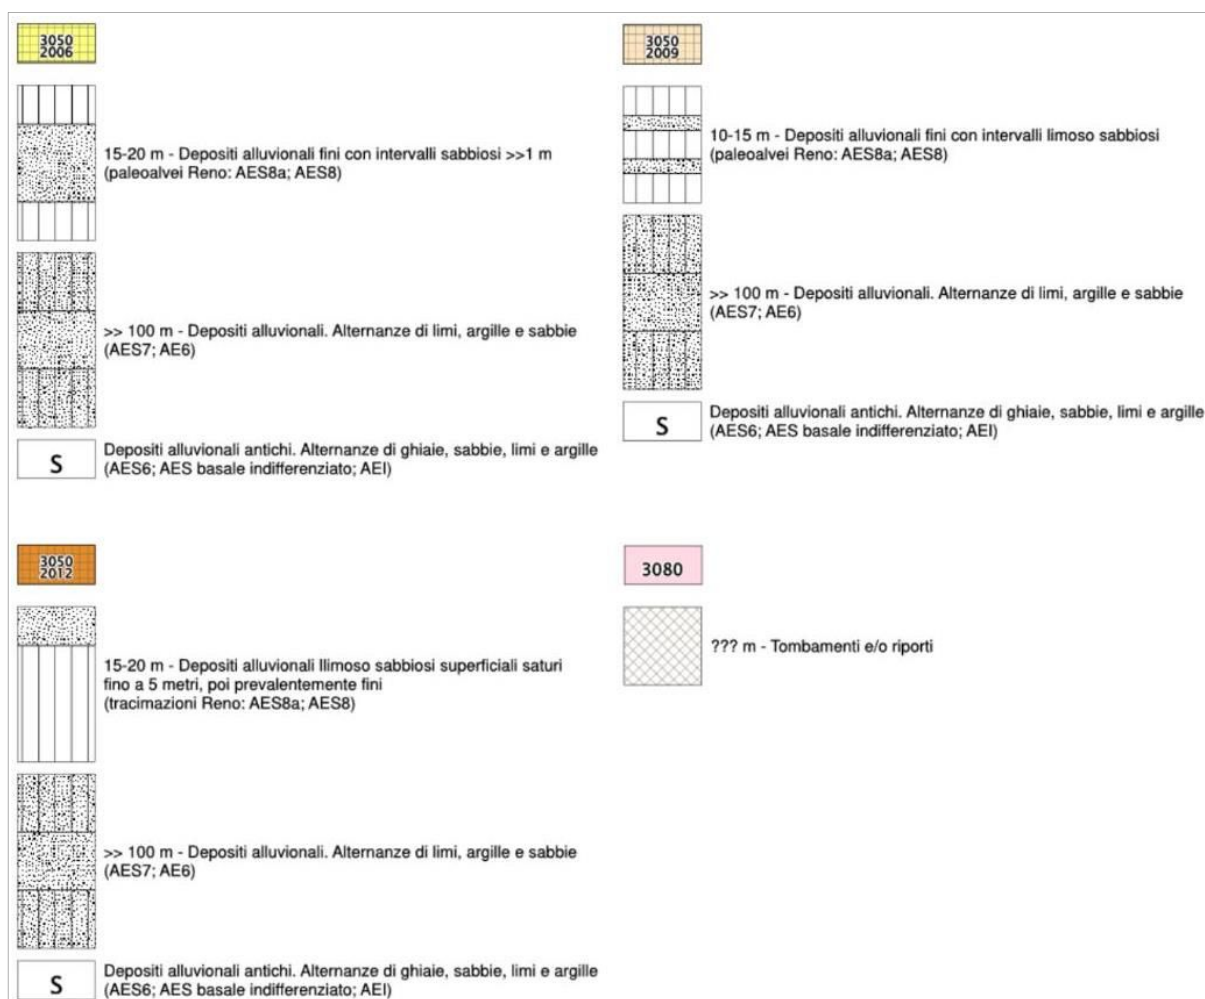 3050
2006
15-20 m - Depositi alluvionali fini con intervalli sabbiosi >>1 m
(paleoalvei Reno: AES8a; AES8)
>> 100 m - Depositi alluvionali. Alternanze di limi, argille e sabbie
(AES7; AE6)
S
Depositi alluvionali antichi. Alternanze di ghiaie, sabbie, limi e argille
(AES6; AES basale indifferenziato; AEI)
3050
2009
10-15 m - Depositi alluvionali fini con intervalli limoso sabbiosi
(paleoalvei Reno: AES8a; AES8)
>> 100 m - Depositi alluvionali. Alternanze di limi, argille e sabbie
(AES7; AE6)
S
Depositi alluvionali antichi. Alternanze di ghiaie, sabbie, limi e argille
(AES6; AES basale indifferenziato; AEI)
3050
2012
15-20 m - Depositi alluvionali llimoso sabbiosi superficiali saturi
fino a 5 metri, poi prevalentemente fini
(tracimazioni Reno: AES8a; AES8)
>> 100 m - Depositi alluvionali. Alternanze di limi, argille e sabbie
(AES7; AE6)
S
Depositi alluvionali antichi. Alternanze di ghiaie, sabbie, limi e argille
(AES6; AES basale indifferenziato; AEI)
3080
??? m - Tombamenti e/o riporti